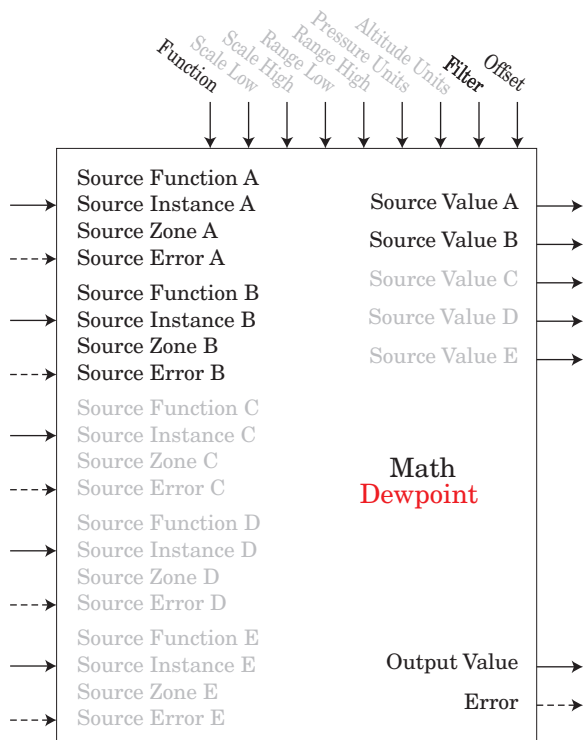 Function
Scale Low
Scale High
Range Low
Range High
Pressure Units
Altitude Units
Filter
Offset
Source Function A
Source Instance A
Source Zone A
Source Error A
Source Function B
Source Instance B
Source Zone B
Source Error B
Source Function C
Source Instance C
Source Zone C
Source Error C
Source Function D
Source Instance D
Source Zone D
Source Error D
Source Function E
Source Instance E
Source Zone E
Source Error E
Source Value A
Source Value B
Source Value C
Source Value D
Source Value E
Math
Dewpoint
Output Value
Error